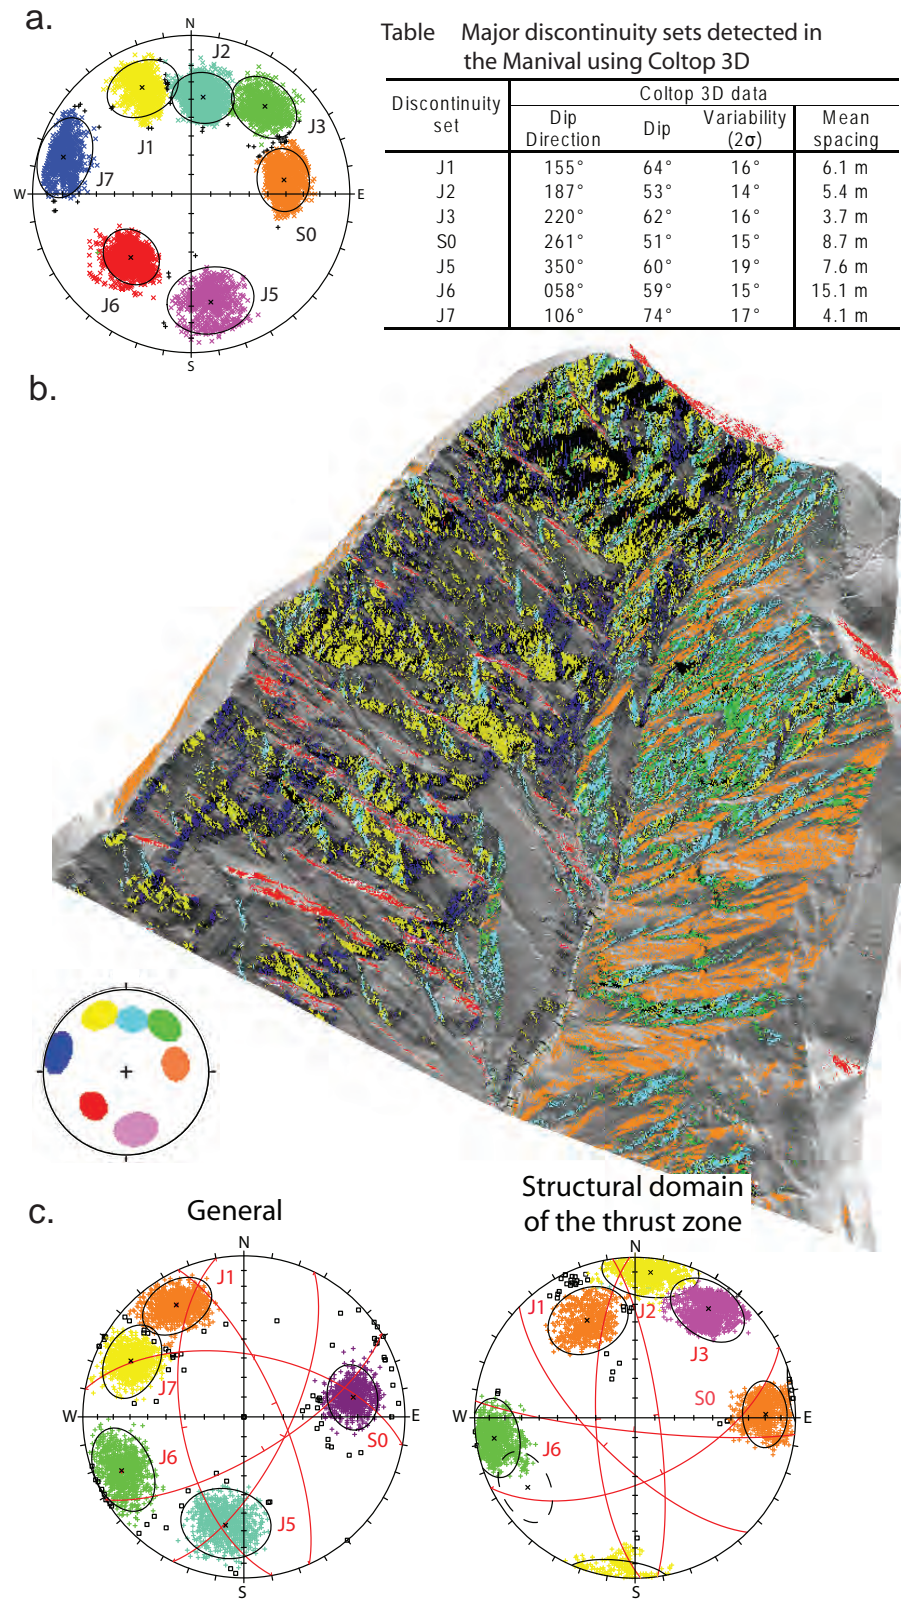 a.
N
J2
J3
J1
J7
W
E
S0
J6
J5
S
Table Major discontinuity sets detected in
the Manival using Coltop 3D
Discontinuity
set
Coltop 3D data
Dip
Direction
Dip
Variability
(2σ)
Mean
spacing
J1 155° 64° 16° 6.1 m
J2 187° 53° 14° 5.4 m
J3 220° 62° 16° 3.7 m
S0 261° 51° 15° 8.7 m
J5 350° 60° 19° 7.6 m
J6 058° 59° 15° 15.1 m
J7 106° 74° 17° 4.1 m
b.
c.
General
N
J1
J7
W
E
S0
J6
J5
S
Structural domain
of the thrust zone
N
J1
J2
J3
S0
W
E
J6
S